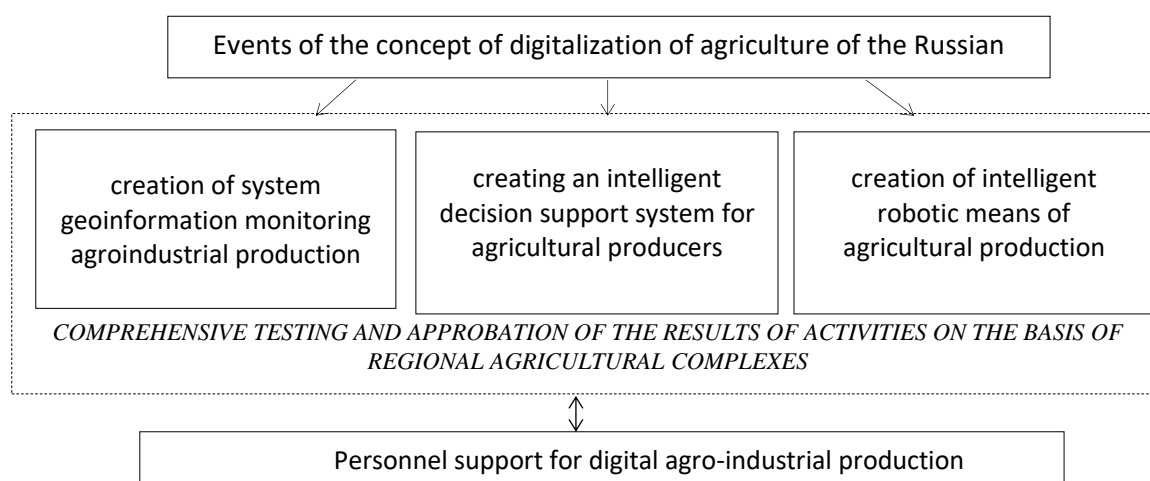 Events of the concept of digitalization of agriculture of the Russian
creation of system
geoinformation monitoring
agroindustrial production
creating an intelligent
decision support system for
agricultural producers
creation of intelligent
robotic means of
agricultural production
COMPREHENSIVE TESTING AND APPROBATION OF THE RESULTS OF ACTIVITIES ON THE BASIS OF
REGIONAL AGRICULTURAL COMPLEXES
Personnel support for digital agro-industrial production